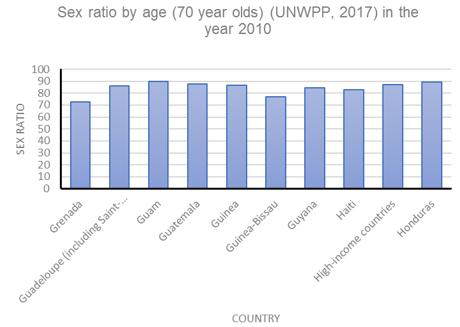 Sex ratio by age (70 year olds) (UNWPP, 2017) in the
year 2010
SEX RATIO
100
90
80
70
60
50
40
30
20
10
0
Grenada
Guadeloupe (including Saint-...
Guam
Guatemala
Guinea
Guinea-Bissau
Guyana
Haiti
High-income countries
Honduras
COUNTRY